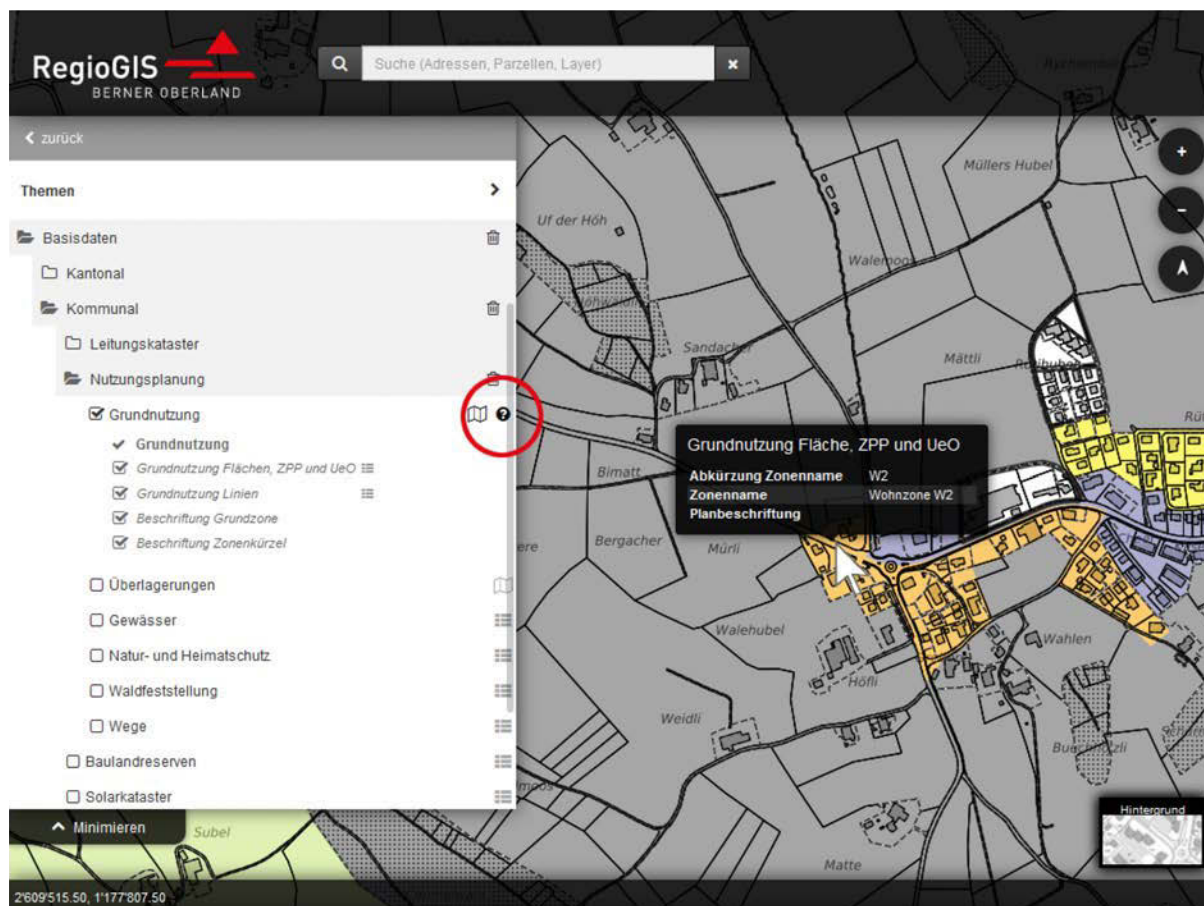 RegioGIS
BERNER OBERLAND
Suche (Adressen, Parzellen, Layer)
zurück
Themen
Basisdaten
Kantonal
Kommunal
Leitungskataster
Nutzungsplanung
Grundnutzung
Grundnutzung
Grundnutzung Flächen, ZPP und UeO
Grundnutzung Linien
Beschriftung Grundzone
Beschriftung Zonenkürzel
Überlagerungen
Gewässer
Natur- und Heimatschutz
Waldfeststellung
Wege
Baulandreserven
Solarkataster
Minimieren
2'609'515.50, 1'177'807.50
Müllers Hubel
Uf der Höh
Walemoos
Sandacher
Mättli
Grundnutzung Fläche, ZPP und UeO
Abkürzung Zonenname W2
Zonenname Wohnzone W2
Planbeschriftung
Bimatt
Bergacher
Mürli
Walehubel
Wahlen
Höfli
Weidli
Buechhölzli
Hintergrund
Subel
Matte